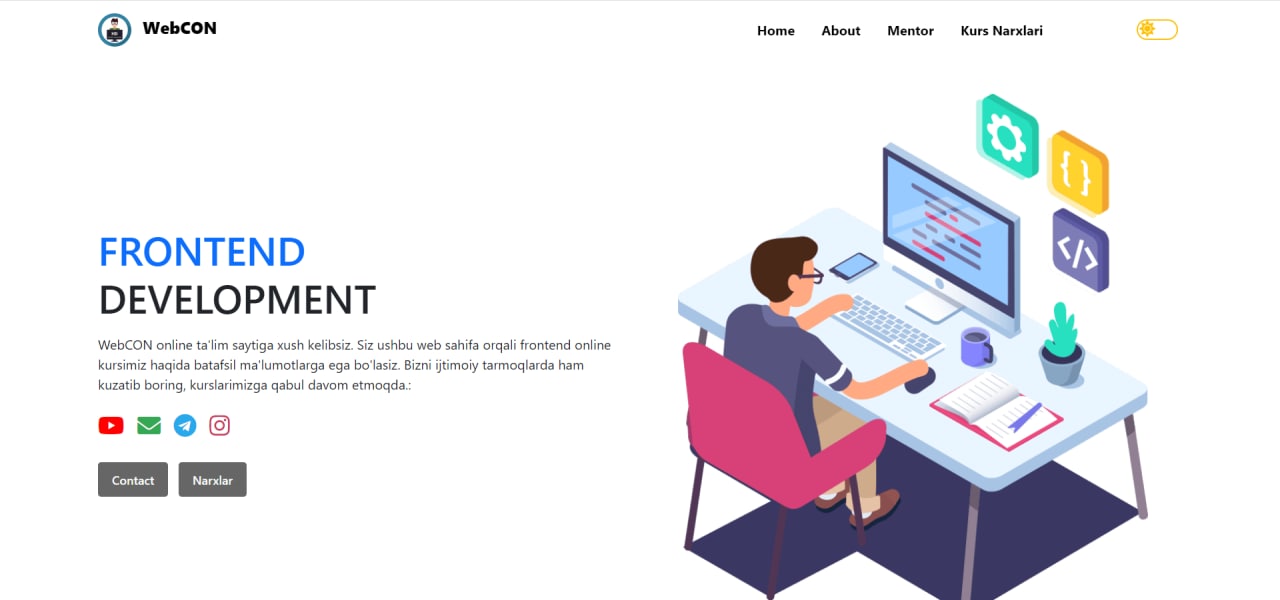 WebCON
Home About Mentor Kurs Narxlari
FRONTEND
DEVELOPMENT
WebCON online ta'lim saytiga xush kelibsiz. Siz ushbu web sahifa orqali frontend online
kursimiz haqida batafsil ma'lumotlarga ega bo'lasiz. Bizni ijtimoiy tarmoqlarda ham
kuzatib boring, kurslarimizga qabul davom etmoqda.:
Contact Narxlar